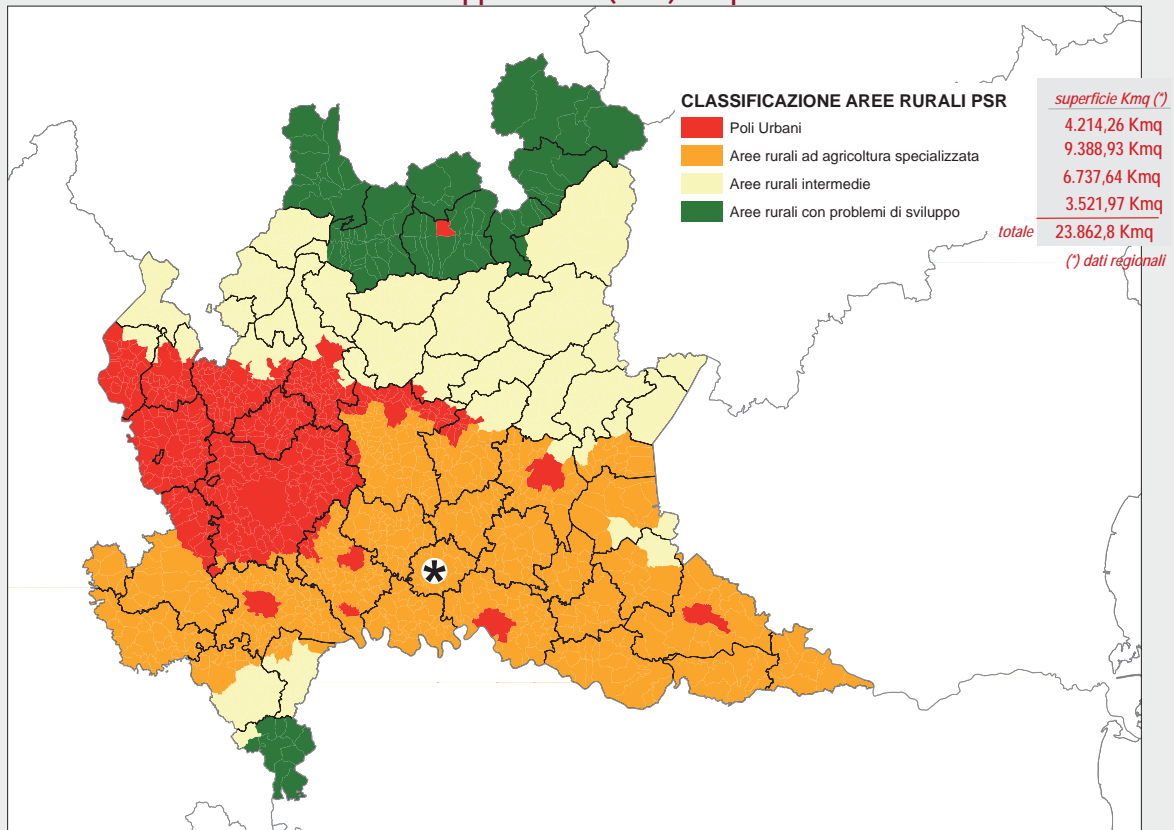 CLASSIFICAZIONE AREE RURALI PSR
Poli Urbani
Aree rurali ad agricoltura specializzata
Aree rurali intermedie
Aree rurali con problemi di sviluppo
superficie Kmq (*)
4.214,26 Kmq
9.388,93 Kmq
6.737,64 Kmq
3.521,97 Kmq
totale 23.862,8 Kmq
(*) dati regionali
*